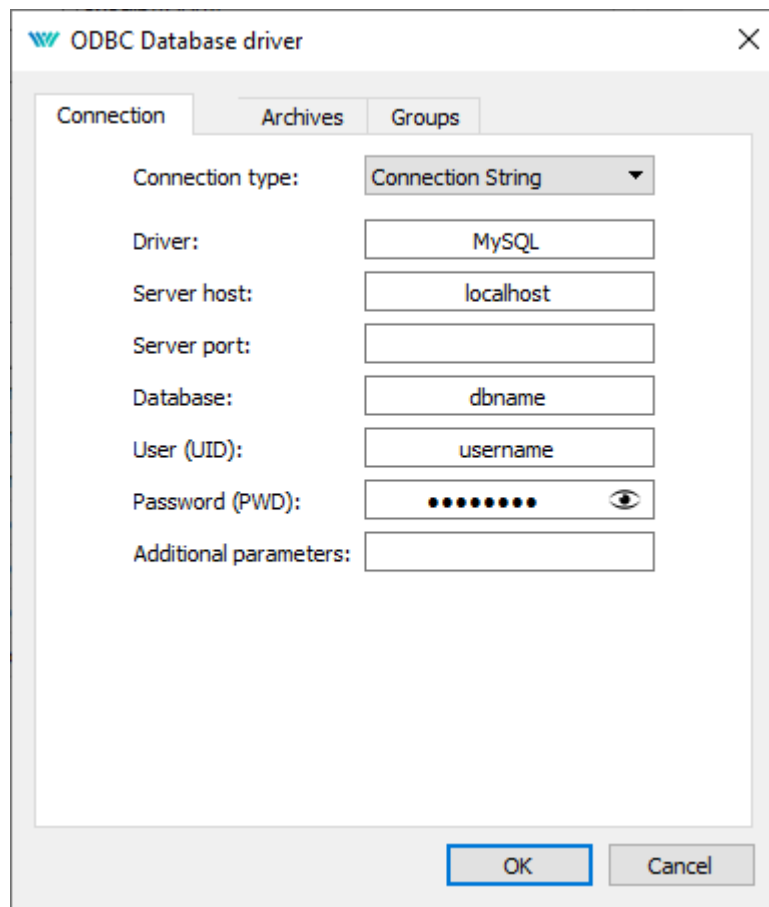 ODBC Database driver
Connection Archives Groups
Connection type: Connection String
Driver: MySQL
Server host: localhost
Server port:
Database: dbname
User (UID): username
Password (PWD): ●●●●●●●●
Additional parameters:
OK Cancel